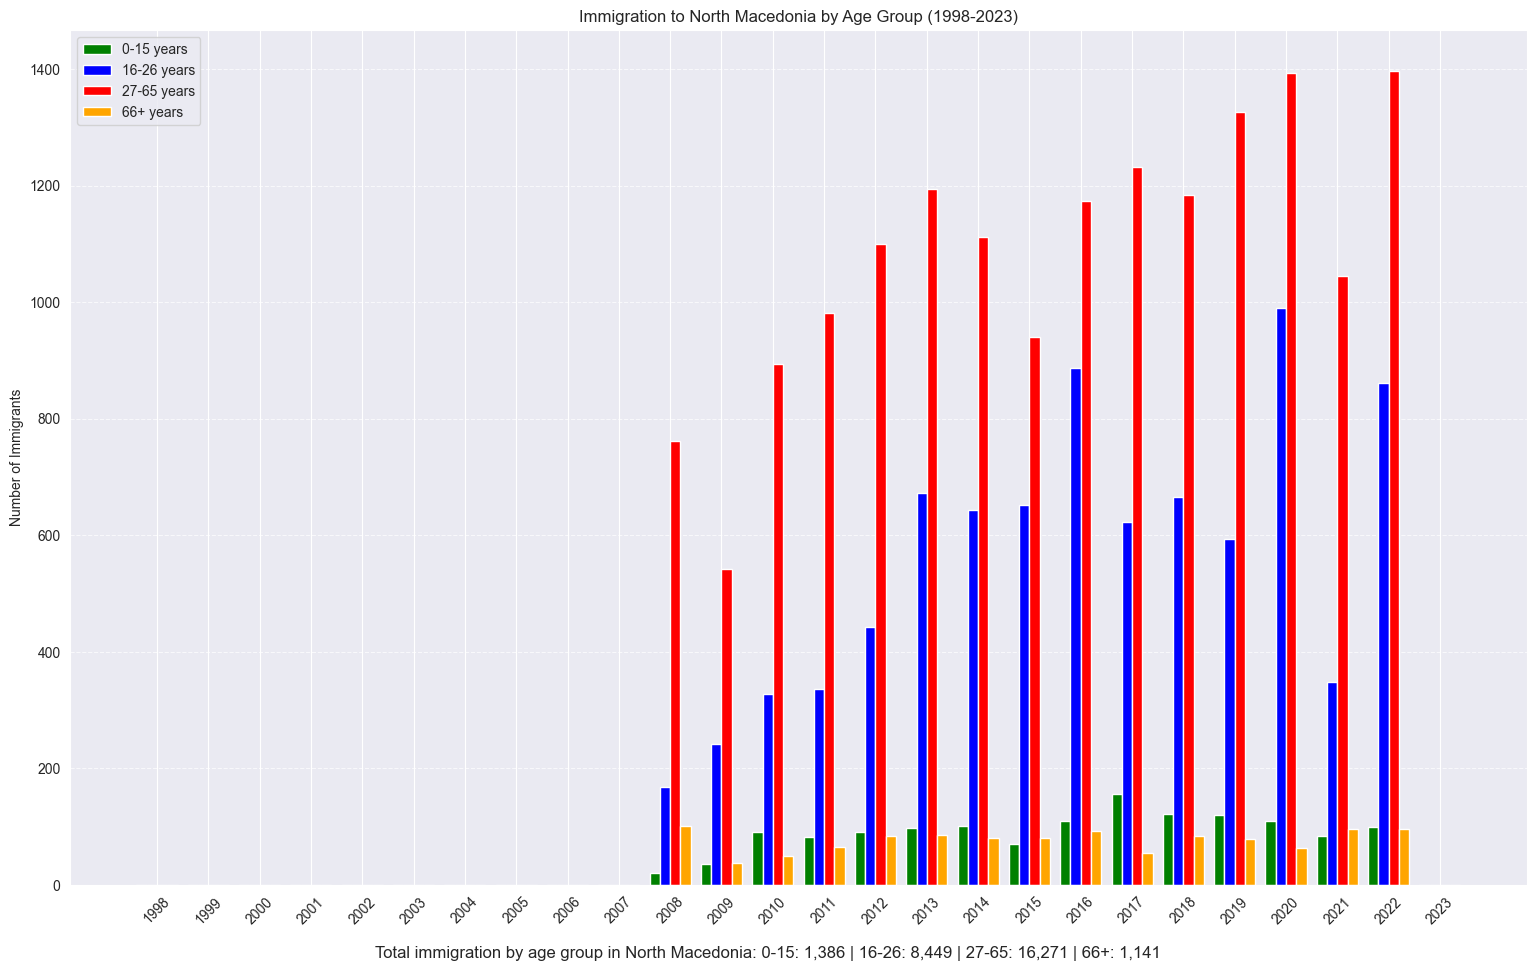 Immigration to North Macedonia by Age Group (1998-2023)
0-15 years
16-26 years
27-65 years
66+ years
Number of Immigrants
1400
1200
1000
800
600
400
200
0
1998 1999 2000 2001 2002 2003 2004 2005 2006 2007 2008 2009 2010 2011 2012 2013 2014 2015 2016 2017 2018 2019 2020 2021 2022 2023
Total immigration by age group in North Macedonia: 0-15: 1,386 | 16-26: 8,449 | 27-65: 16,271 | 66+: 1,141